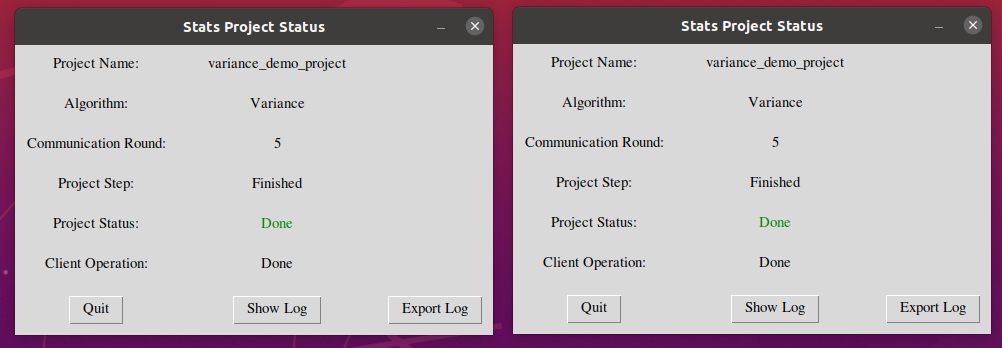 Stats Project Status
Project Name: variance_demo_project
Algorithm: Variance
Communication Round: 5
Project Step: Finished
Project Status: Done
Client Operation: Done
Quit Show Log Export Log
Stats Project Status
Project Name: variance_demo_project
Algorithm: Variance
Communication Round: 5
Project Step: Finished
Project Status: Done
Client Operation: Done
Quit Show Log Export Log